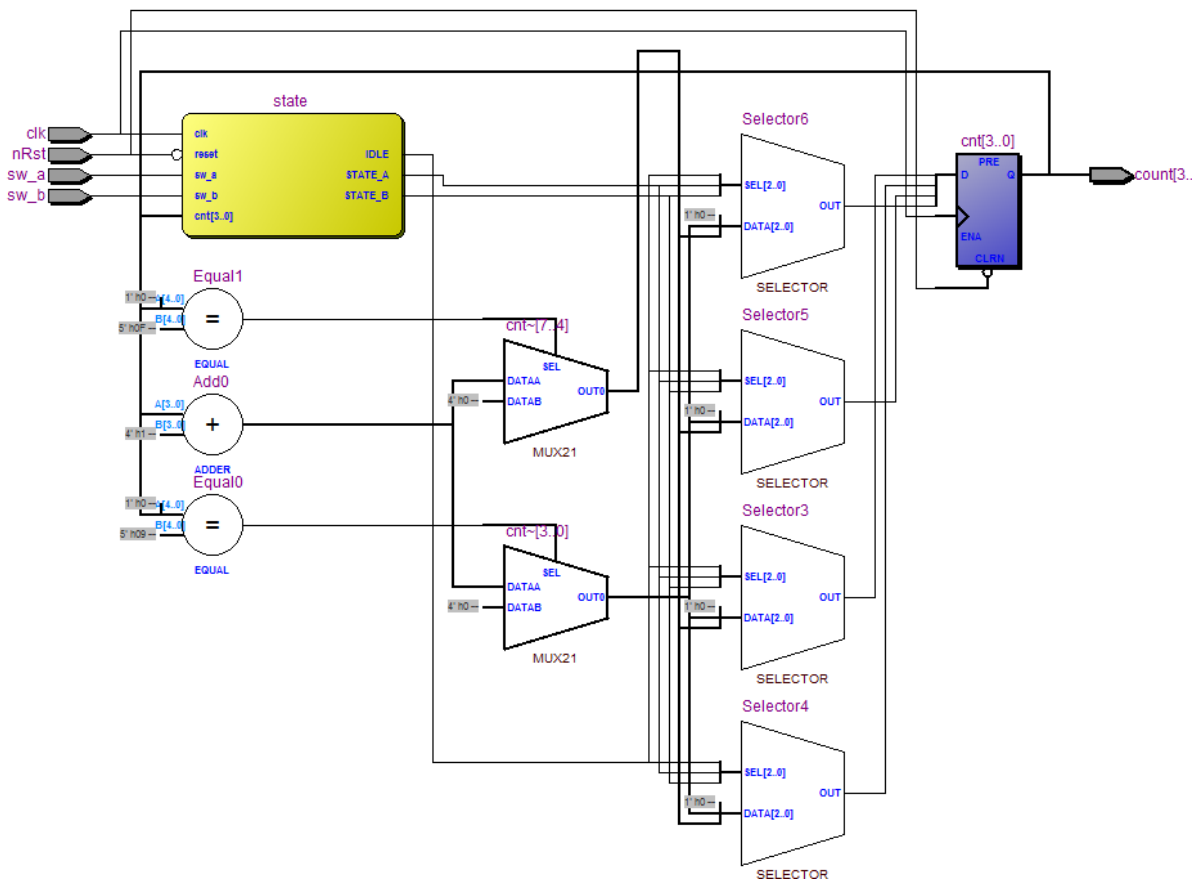 state
clk
nRst
sw_a
sw_b
clk
reset
sw_a
sw_b
cnt[3..0]
IDLE
STATE_A
STATE_B
Equal1
1' h0
A[4..0]
B[4..0]
5' h0F
=
EQUAL
Add0
A[3..0]
B[3..0]
4' h1
+
ADDER
Equal0
1' h0
A[4..0]
B[4..0]
5' h09
=
EQUAL
cnt~[7..4]
SEL
DATAA
DATAB
OUT0
4' h0
MUX21
cnt~[3..0]
SEL
DATAA
DATAB
OUT0
4' h0
MUX21
Selector6
SEL[2..0]
OUT
1' h0
DATA[2..0]
SELECTOR
Selector5
SEL[2..0]
OUT
1' h0
DATA[2..0]
SELECTOR
Selector3
SEL[2..0]
OUT
1' h0
DATA[2..0]
SELECTOR
Selector4
SEL[2..0]
OUT
1' h0
DATA[2..0]
SELECTOR
cnt[3..0]
PRE
D
Q
ENA
CLRN
count[3..